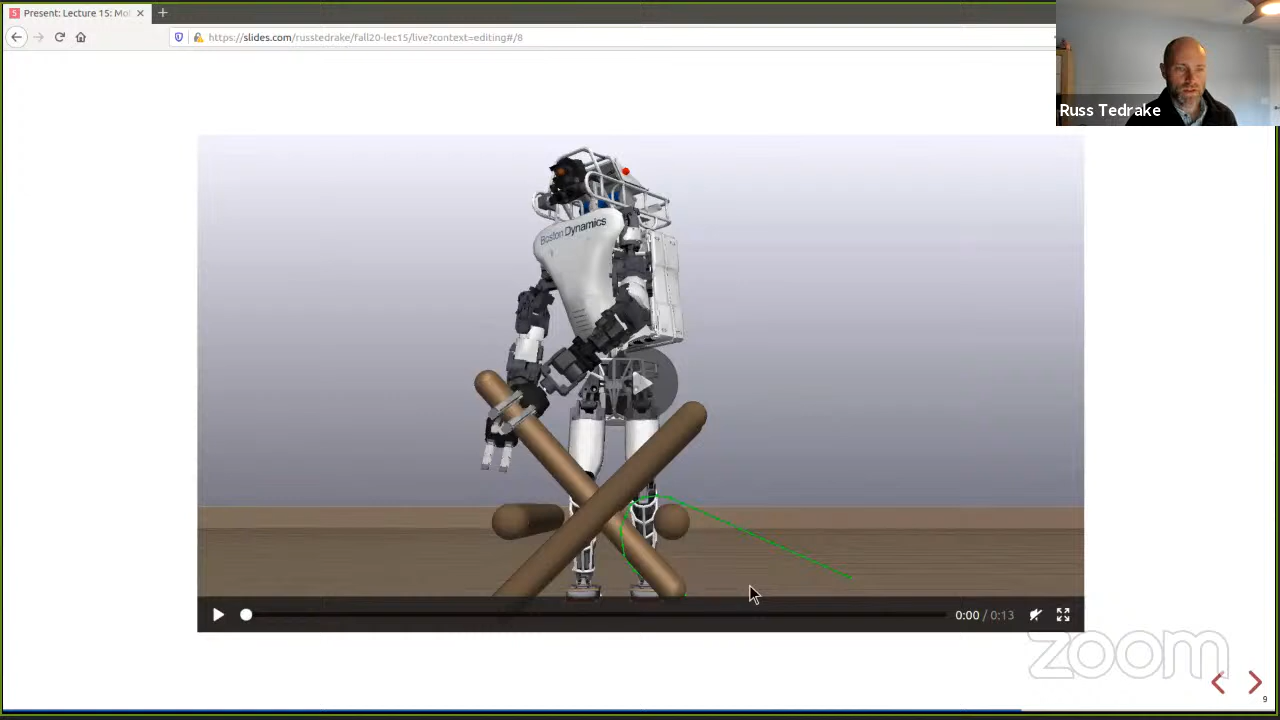 Present: Lecture 15: Mo
https://slides.com/russtedrake/fall20-lec15/live?context=editing#/8
Russ Tedrake
Boston Dynamics
0:00 / 0:13
zoom
9